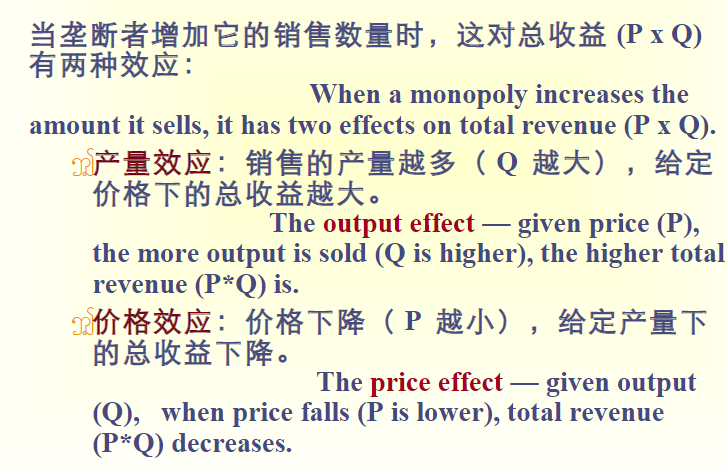 当垄断者增加它的销售数量时，这对总收益 (P x Q)
有两种效应：
When a monopoly increases the
amount it sells, it has two effects on total revenue (P x Q).
产量效应：销售的产量越多（ Q 越大），给定
价格下的总收益越大。
The output effect — given price (P),
the more output is sold (Q is higher), the higher total
revenue (P*Q) is.
价格效应：价格下降（ P 越小），给定产量下
的总收益下降。
The price effect — given output
(Q), when price falls (P is lower), total revenue
(P*Q) decreases.